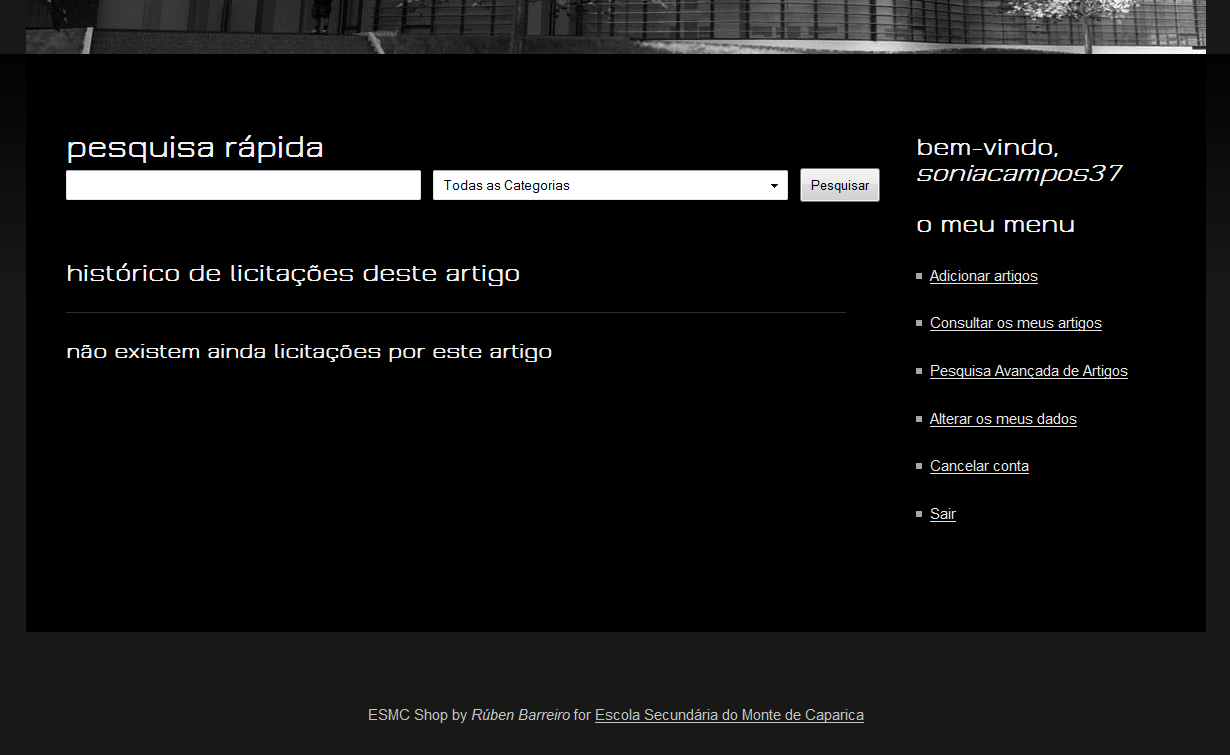 pesquisa rápida
Todas as Categorias
Pesquisar
histórico de licitações deste artigo
não existem ainda licitações por este artigo
bem-vindo,
soniacampos37
o meu menu
Adicionar artigos
Consultar os meus artigos
Pesquisa Avançada de Artigos
Alterar os meus dados
Cancelar conta
Sair
ESMC Shop by Rúben Barreiro for Escola Secundária do Monte de Caparica